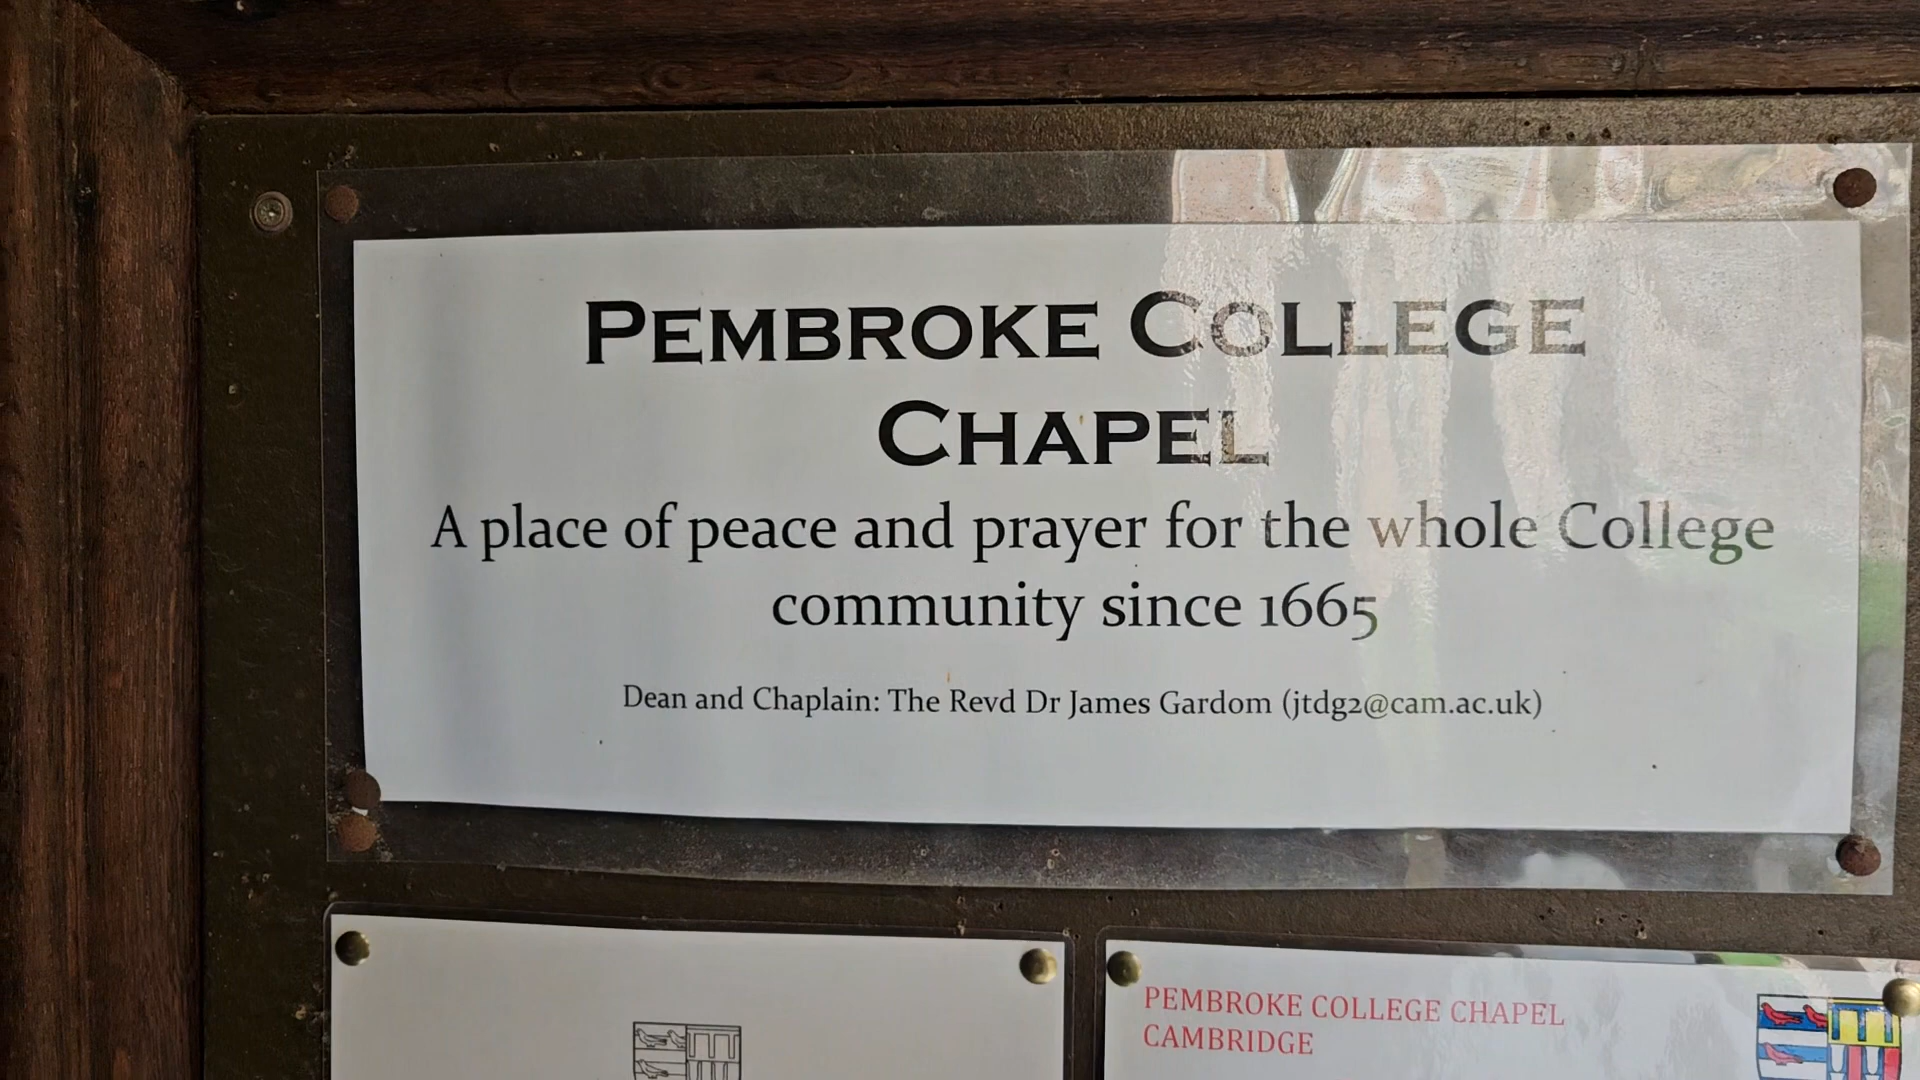 PEMBROKE COLLEGE
CHAPEL
A place of peace and prayer for the whole College
community since 1665
Dean and Chaplain: The Revd Dr James Gardom (jtdg2@cam.ac.uk)
PEMBROKE COLLEGE CHAPEL
CAMBRIDGE